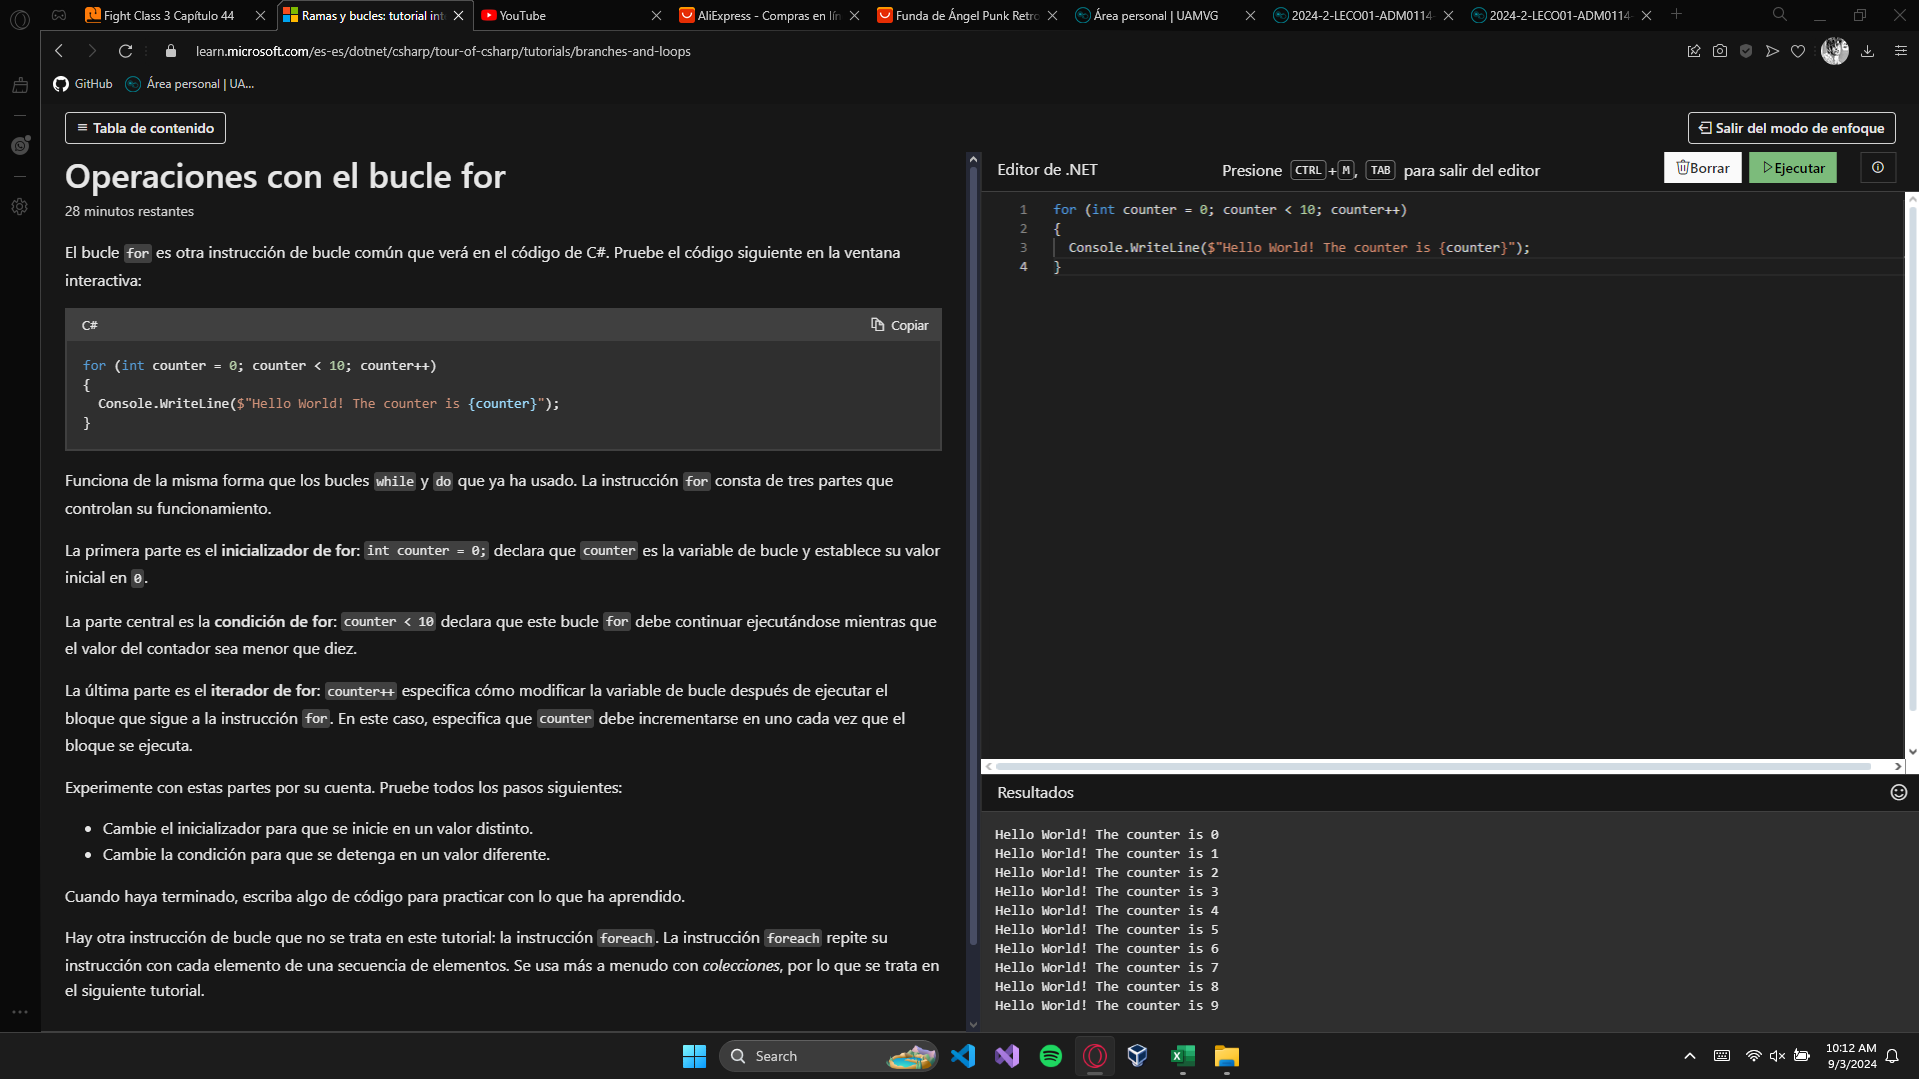 Fight Class 3 Capítulo 44
Ramas y bucles: tutorial int
YouTube
AliExpress - Compras en lín
Funda de Ángel Punk Retro
Área personal | UAMVG
2024-2-LECO01-ADM0114-
2024-2-LECO01-ADM0114-
learn.microsoft.com/es-es/dotnet/csharp/tour-of-csharp/tutorials/branches-and-loops
GitHub
Área personal | UA...
Tabla de contenido
Salir del modo de enfoque
Operaciones con el bucle for
28 minutos restantes
El bucle for es otra instrucción de bucle común que verá en el código de C#. Pruebe el código siguiente en la ventana
interactiva:
C#
Copiar
for (int counter = 0; counter < 10; counter++)
{
Console.WriteLine($"Hello World! The counter is {counter}");
}
Funciona de la misma forma que los bucles while y do que ya ha usado. La instrucción for consta de tres partes que
controlan su funcionamiento.
La primera parte es el inicializador de for: int counter = 0; declara que counter es la variable de bucle y establece su valor
inicial en 0.
La parte central es la condición de for: counter < 10 declara que este bucle for debe continuar ejecutándose mientras que
el valor del contador sea menor que diez.
La última parte es el iterador de for: counter++ especifica cómo modificar la variable de bucle después de ejecutar el
bloque que sigue a la instrucción for. En este caso, especifica que counter debe incrementarse en uno cada vez que el
bloque se ejecuta.
Experimente con estas partes por su cuenta. Pruebe todos los pasos siguientes:
• Cambie el inicializador para que se inicie en un valor distinto.
• Cambie la condición para que se detenga en un valor diferente.
Cuando haya terminado, escriba algo de código para practicar con lo que ha aprendido.
Hay otra instrucción de bucle que no se trata en este tutorial: la instrucción foreach. La instrucción foreach repite su
instrucción con cada elemento de una secuencia de elementos. Se usa más a menudo con colecciones, por lo que se trata en
el siguiente tutorial.
Editor de .NET
Presione CTRL+M, TAB para salir del editor
Borrar
Ejecutar
1 for (int counter = 0; counter < 10; counter++)
2 {
3 Console.WriteLine($"Hello World! The counter is {counter}");
4 }
Resultados
Hello World! The counter is 0
Hello World! The counter is 1
Hello World! The counter is 2
Hello World! The counter is 3
Hello World! The counter is 4
Hello World! The counter is 5
Hello World! The counter is 6
Hello World! The counter is 7
Hello World! The counter is 8
Hello World! The counter is 9
Search
10:12 AM
9/3/2024